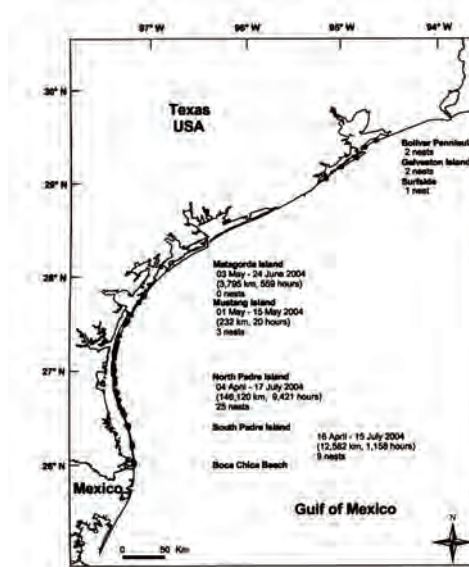 97° W 96° W 95° W 94° W
30° N
Texas
USA
Bolivar Peninsula
2 nests
Galveston Island
2 nests
Surfside
1 nest
29° N
Matagorda Island
03 May - 24 June 2004
(3,795 km, 559 hours)
0 nests
28° N
Mustang Island
01 May - 15 May 2004
(232 km, 20 hours)
3 nests
27° N
North Padre Island
04 April - 17 July 2004
(146,120 km, 9,421 hours)
25 nests
South Padre Island
16 April - 15 July 2004
(12,582 km, 1,158 hours)
9 nests
26° N
Boca Chica Beach
Mexico
Gulf of Mexico
N
0 50 Km